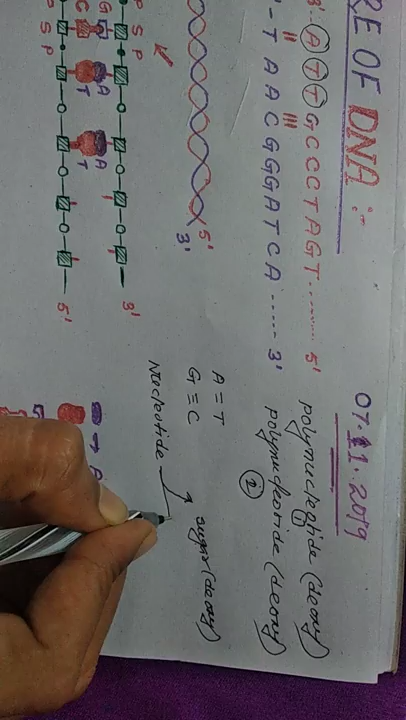 RE OF DNA:-
07.11.2019
3'-ATTGCCCTAGT...... 5'
polynucleotide (deoxy)
'-TAACGGGATCA..... 3'
polynucleotide (deoxy)
②
5'
3'
A = T
G ≡ C
Nucleotide
sugar (deoxy)
P S P
3'
G A A
C T T
S P
5'
→ A